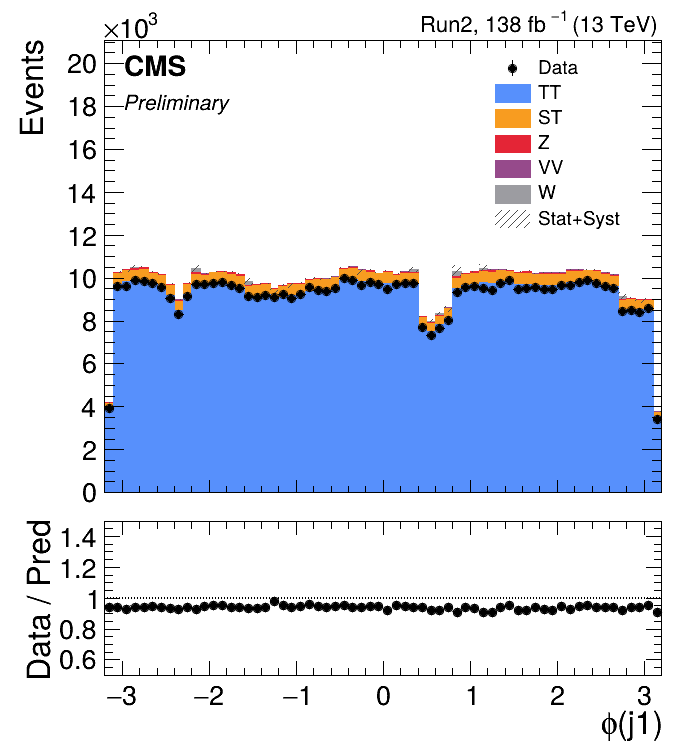 ×10³
Run2, 138 fb⁻¹ (13 TeV)
CMS
Preliminary
Events
20
18
16
14
12
10
8
6
4
2
0
Data
TT
ST
Z
VV
W
Stat+Syst
Data / Pred
1.4
1.2
1
0.8
0.6
−3
−2
−1
0
1
2
3
ϕ(j1)